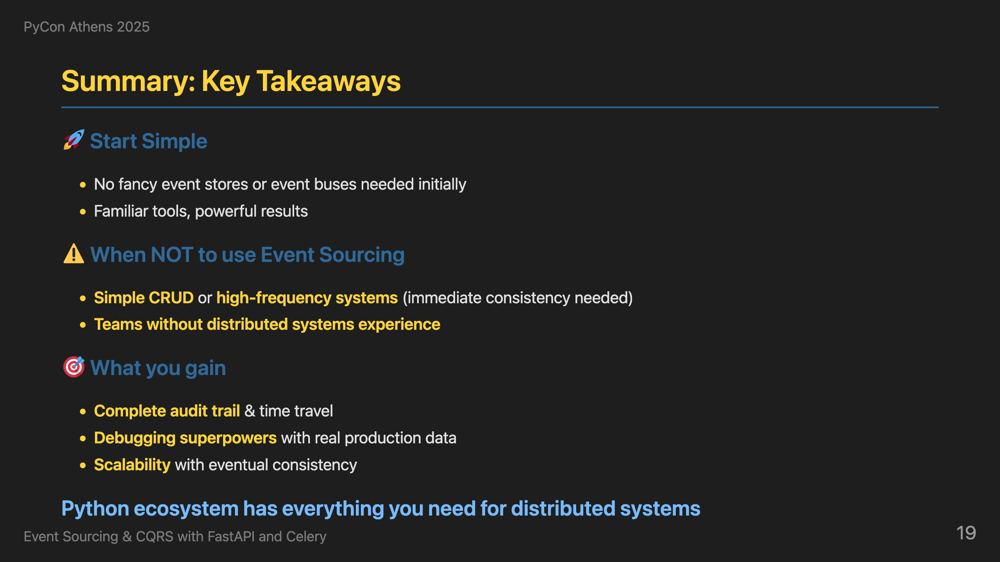 PyCon Athens 2025
Summary: Key Takeaways
🚀 Start Simple
• No fancy event stores or event buses needed initially
• Familiar tools, powerful results
⚠️ When NOT to use Event Sourcing
• Simple CRUD or high-frequency systems (immediate consistency needed)
• Teams without distributed systems experience
🎯 What you gain
• Complete audit trail & time travel
• Debugging superpowers with real production data
• Scalability with eventual consistency
Python ecosystem has everything you need for distributed systems
Event Sourcing & CQRS with FastAPI and Celery
19